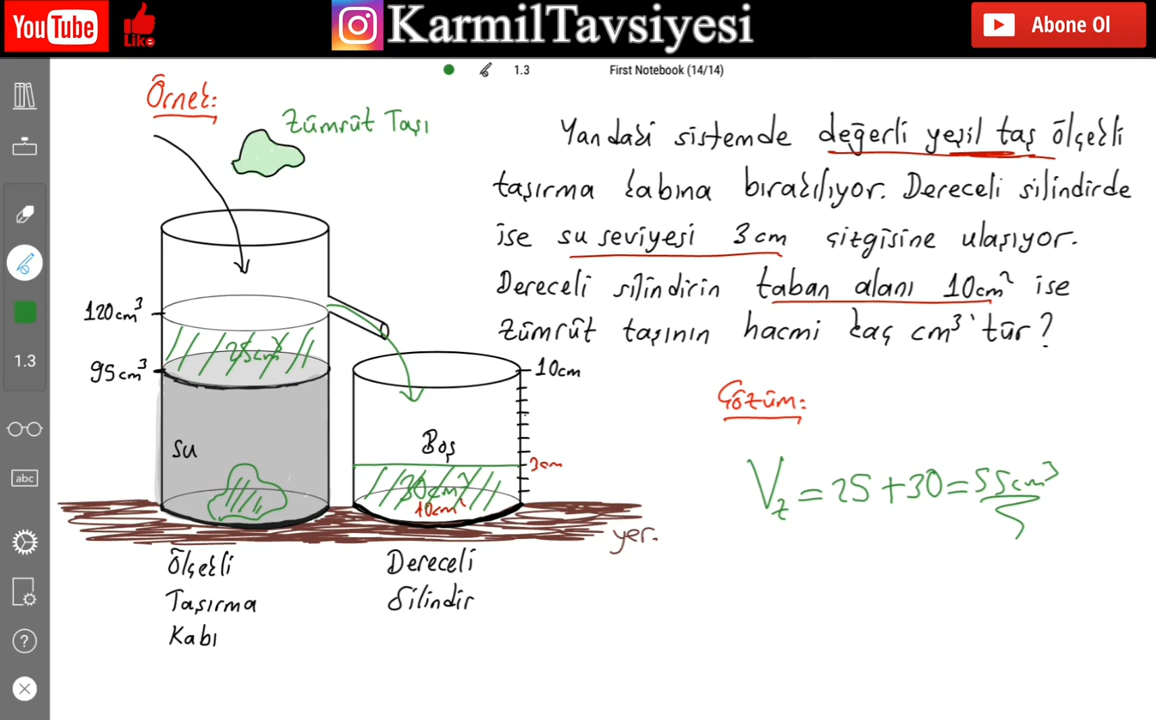 YouTube
Like
KarmilTavsiyesi
Abone Ol
1.3
First Notebook (14/14)
Örnek:
Zümrüt Taşı
Yandaki sistemde değerli yeşil taş ölçekli
taşırma kabına bırakılıyor. Dereceli silindirde
ise su seviyesi 3cm çizgisine ulaşıyor.
Dereceli silindirin taban alanı 10cm² ise
zümrüt taşının hacmi kaç cm³'tür?
120cm³
25cm³
95cm³
10cm
Su
Boş
3cm
30cm³
10cm²
yer.
Çözüm:
Vz = 25 + 30 = 55cm³
Ölçekli
Taşırma
Kabı
Dereceli
Silindir
1.3
abc
?